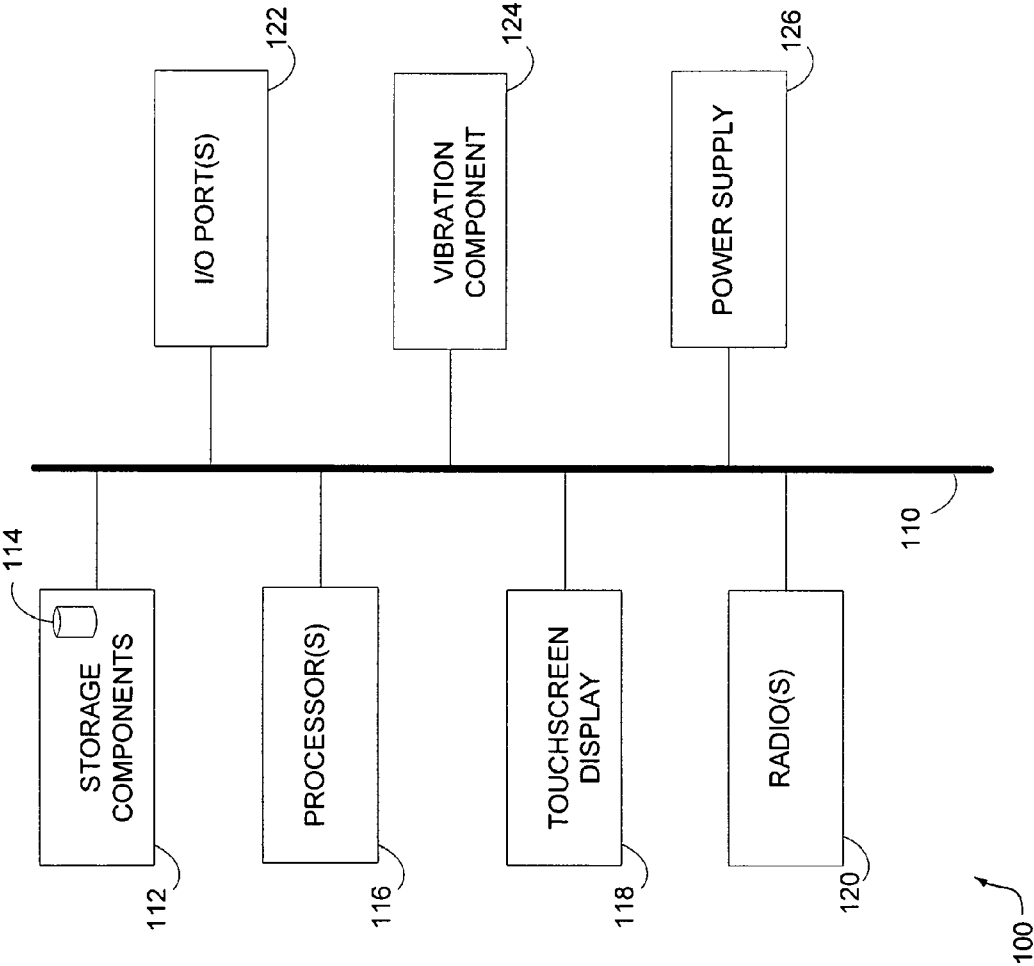 114
STORAGE
COMPONENTS
112
PROCESSOR(S)
116
TOUCHSCREEN
DISPLAY
118
RADIO(S)
120
I/O PORT(S)
122
VIBRATION
COMPONENT
124
POWER SUPPLY
126
110
100